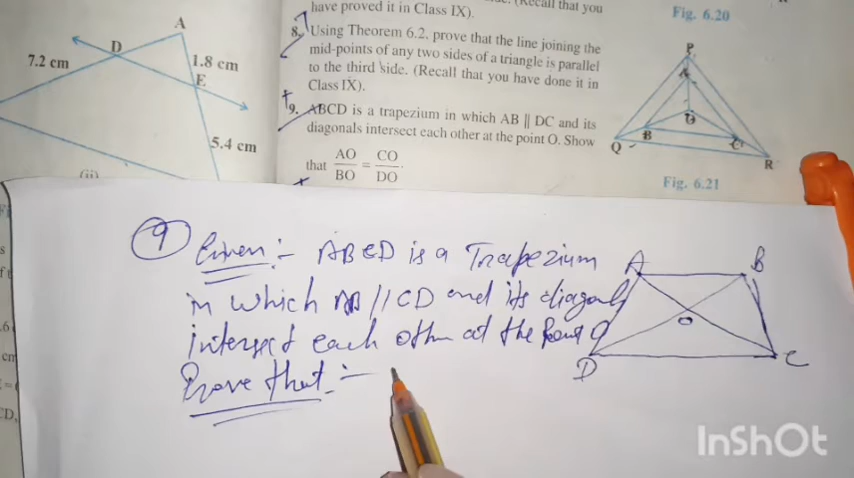 have proved it in Class IX).
8. Using Theorem 6.2, prove that the line joining the
mid-points of any two sides of a triangle is parallel
to the third side. (Recall that you have done it in
Class IX).
9. ABCD is a trapezium in which AB || DC and its
diagonals intersect each other at the point O. Show
that AO/BO = CO/DO.
A
D
7.2 cm
1.8 cm
E
5.4 cm
(ii)
Fig. 6.20
P
A
O
B
C
Q
R
Fig. 6.21
9 Given :- ABCD is a Trapezium
in which AB // CD and its diagonals
intersect each other at the point O
Prove that :-
A
B
O
D
C
InShOt